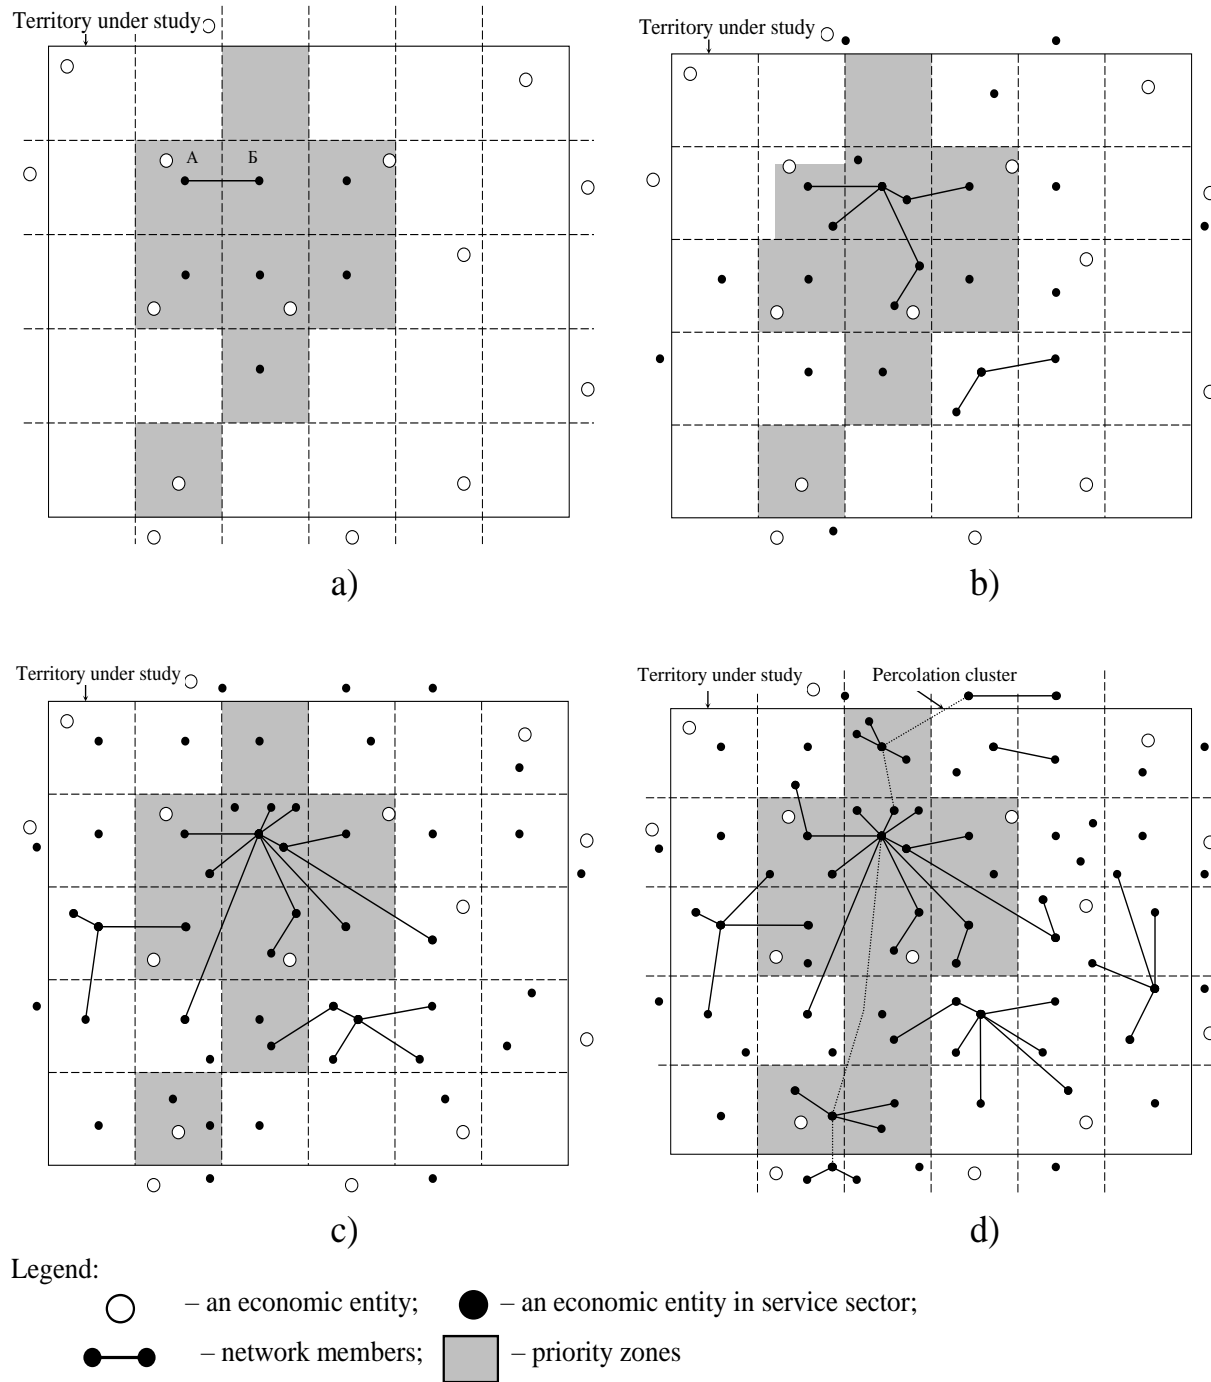 Territory under study
А Б
a)
Territory under study
b)
Territory under study
c)
Territory under study
Percolation cluster
d)
Legend:
– an economic entity;
– an economic entity in service sector;
– network members;
– priority zones